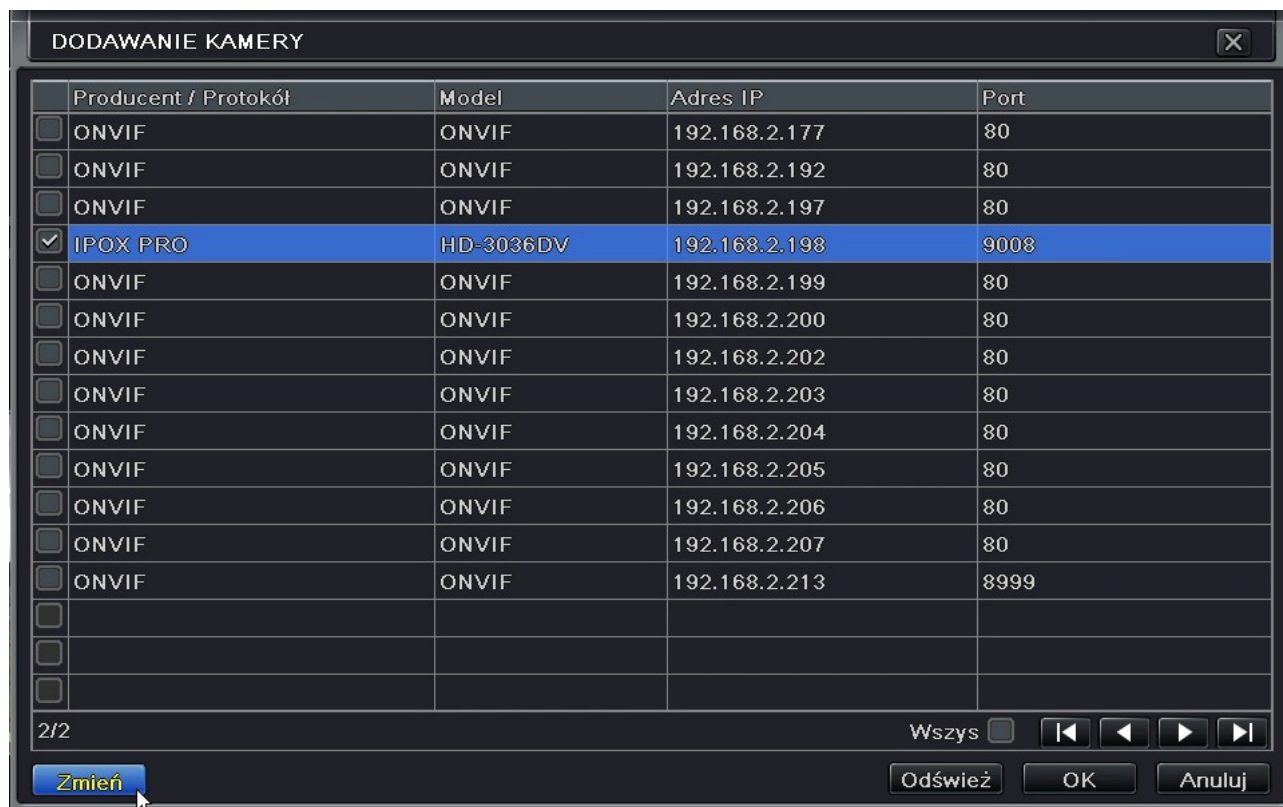 DODAWANIE KAMERY
Producent / Protokół Model Adres IP Port
ONVIF ONVIF 192.168.2.177 80
ONVIF ONVIF 192.168.2.192 80
ONVIF ONVIF 192.168.2.197 80
IPOX PRO HD-3036DV 192.168.2.198 9008
ONVIF ONVIF 192.168.2.199 80
ONVIF ONVIF 192.168.2.200 80
ONVIF ONVIF 192.168.2.202 80
ONVIF ONVIF 192.168.2.203 80
ONVIF ONVIF 192.168.2.204 80
ONVIF ONVIF 192.168.2.205 80
ONVIF ONVIF 192.168.2.206 80
ONVIF ONVIF 192.168.2.207 80
ONVIF ONVIF 192.168.2.213 8999
2/2 Wszys
Zmień Odśwież OK Anuluj